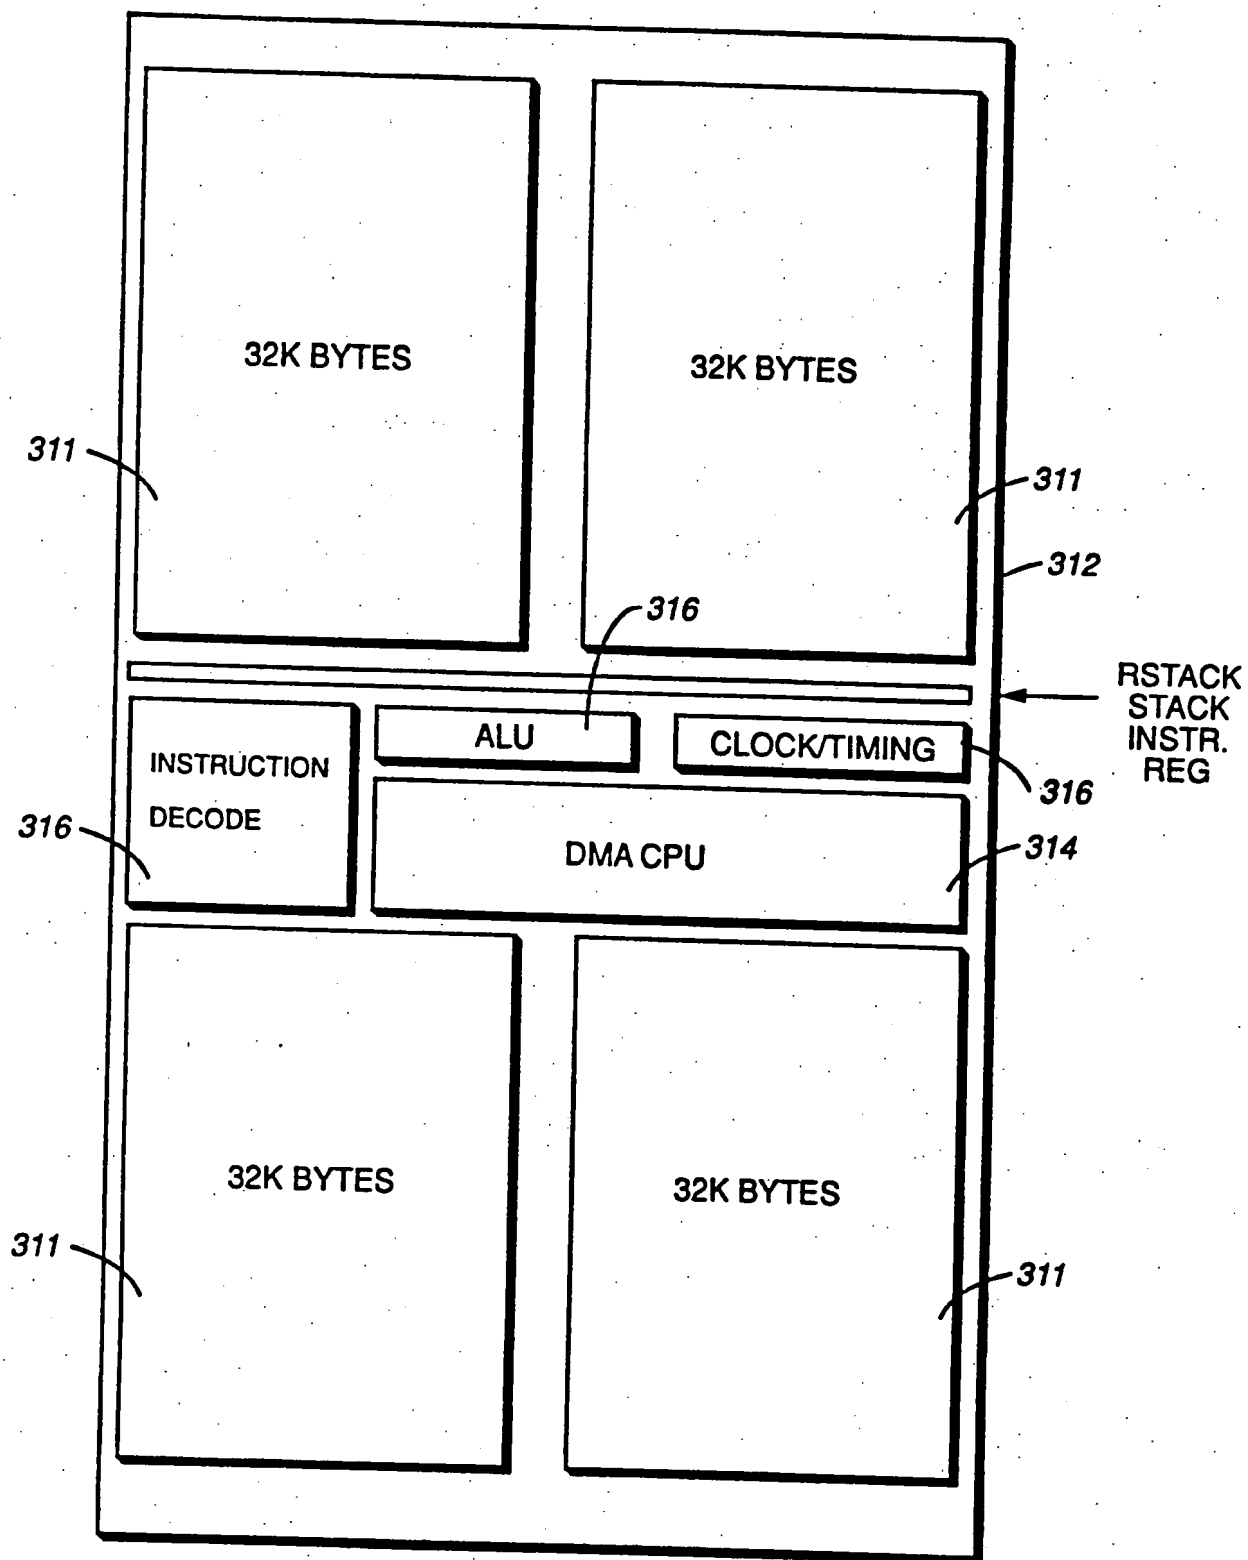 32K BYTES
32K BYTES
311
311
312
316
RSTACK
STACK
INSTR.
REG
ALU
CLOCK/TIMING
INSTRUCTION
DECODE
316
316
DMA CPU
314
32K BYTES
32K BYTES
311
311